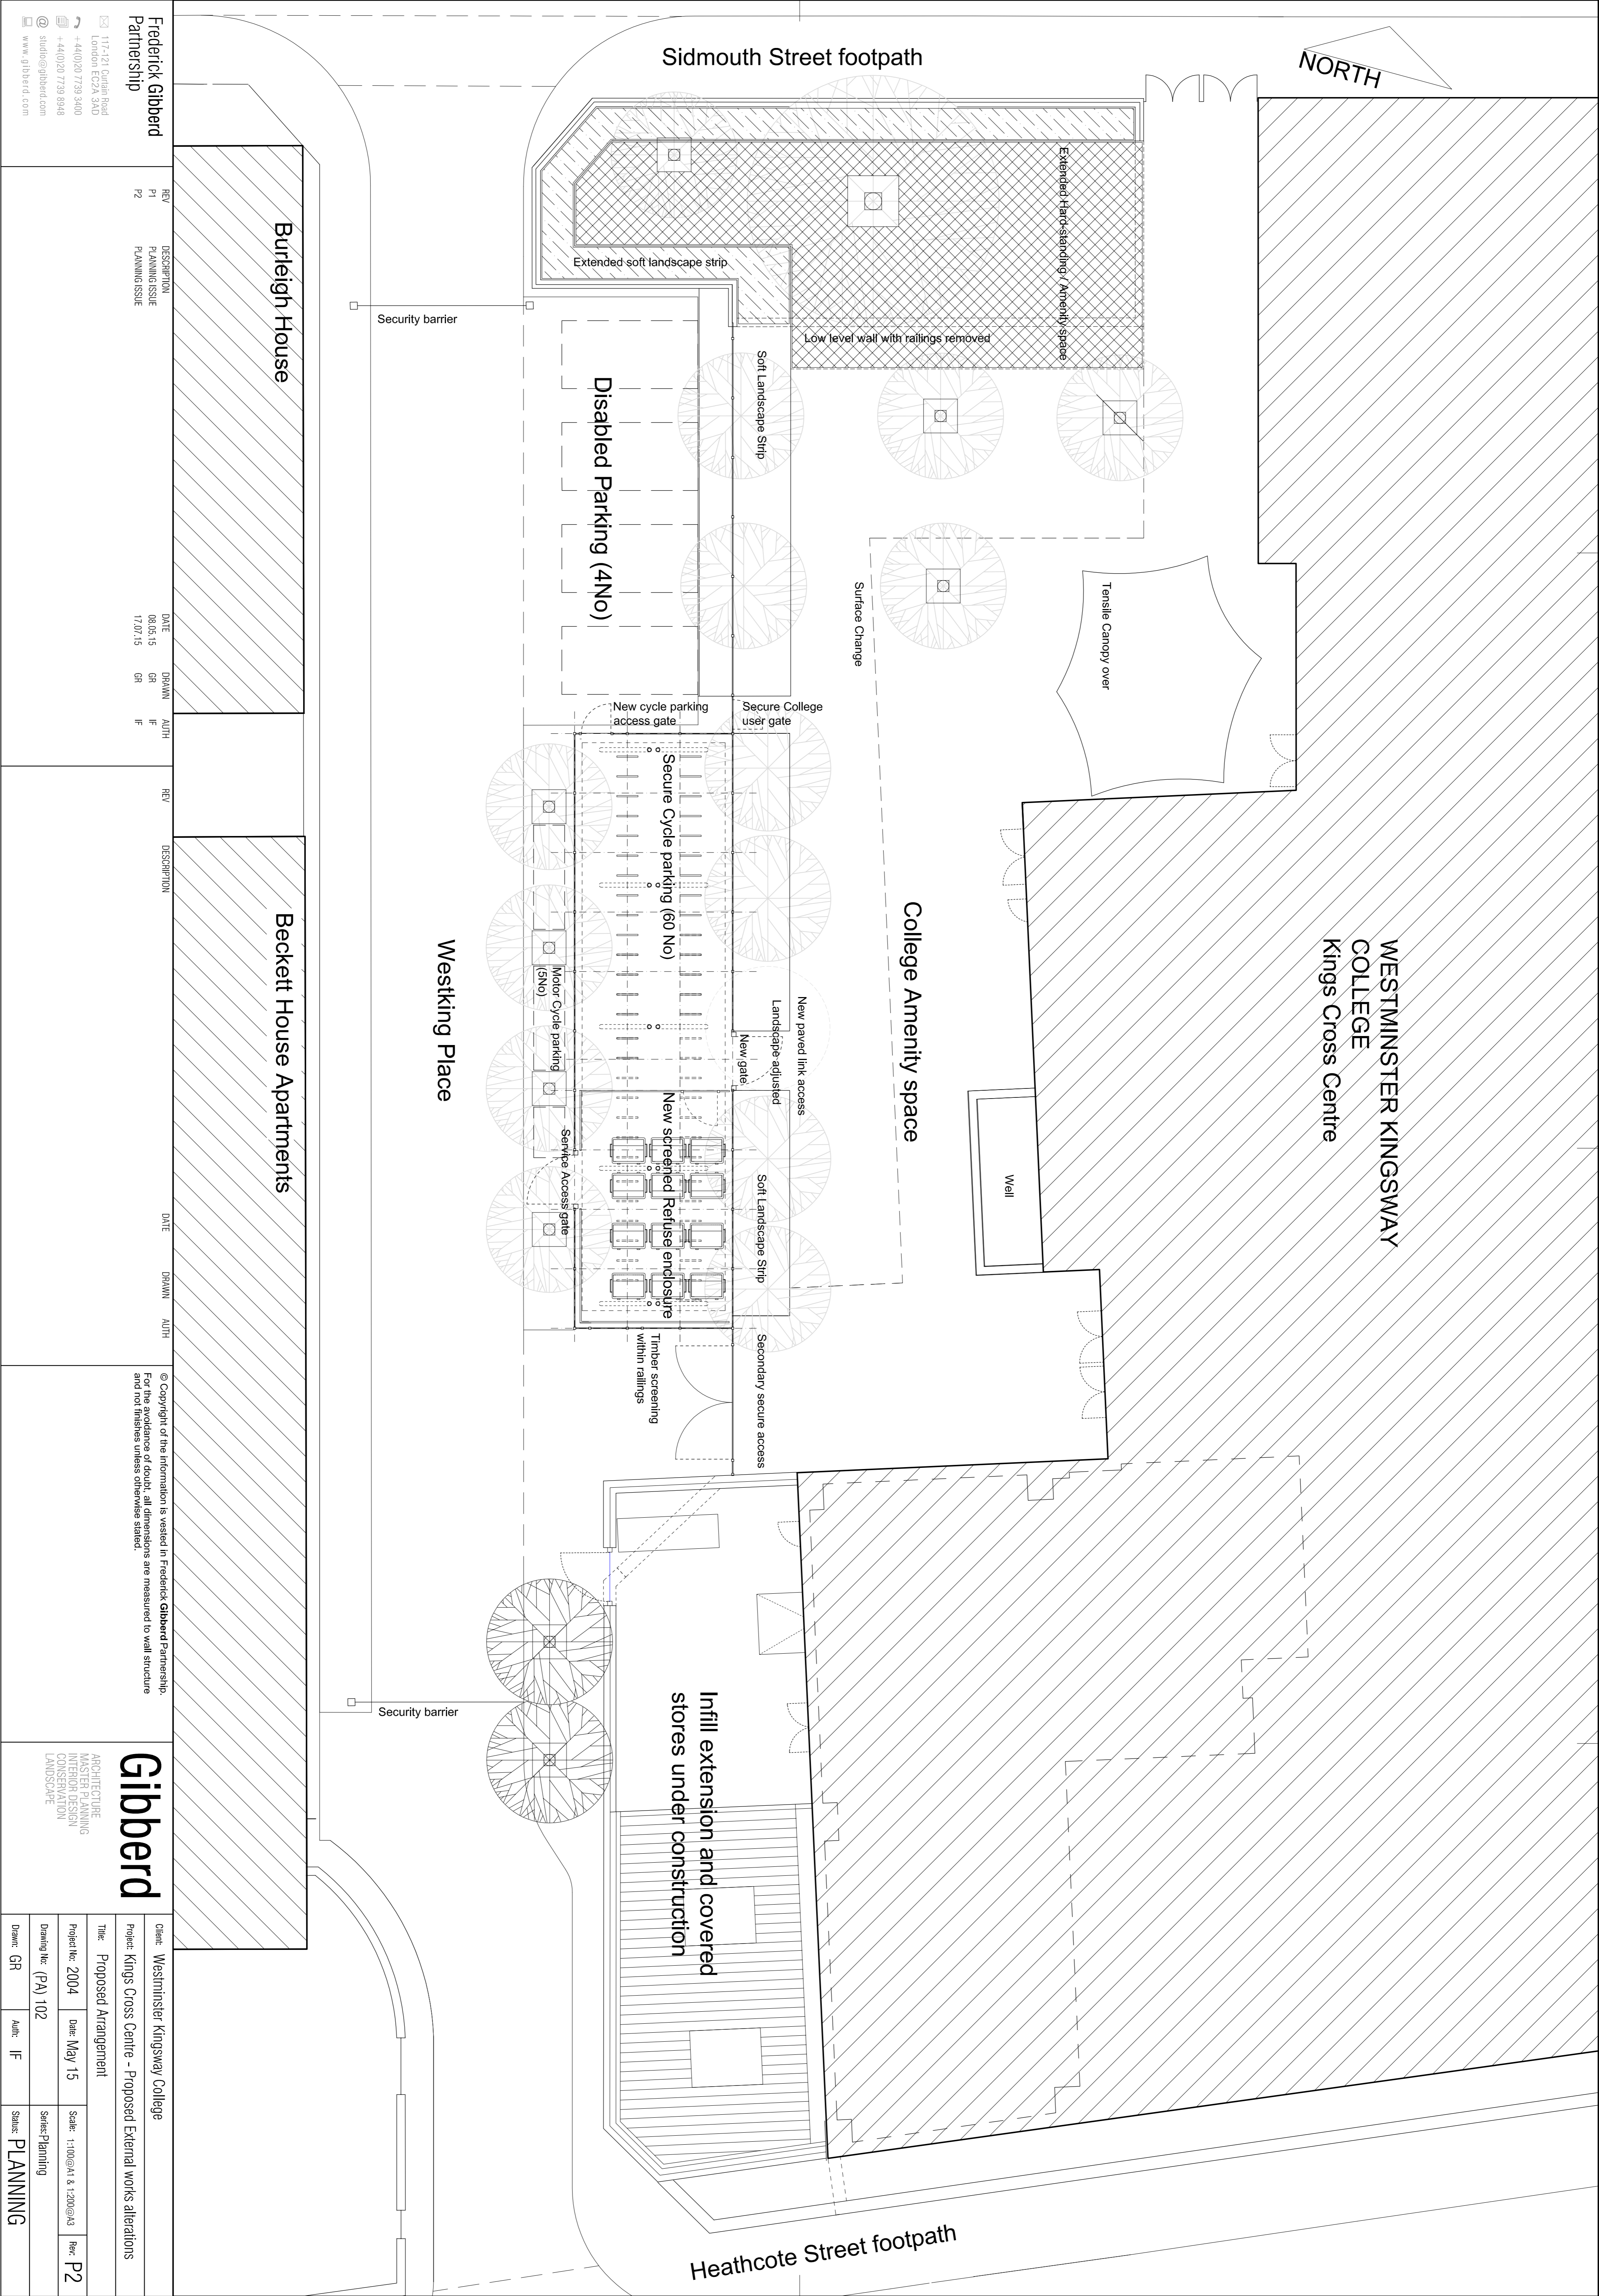 Sidmouth Street footpath
NORTH
Extended Hard-standing / Amenity space
Extended soft landscape strip
Low level wall with railings removed
Burleigh House
Security barrier
Disabled Parking (4No)
Soft Landscape Strip
Surface Change
Tensile Canopy over
New cycle parking
access gate
Secure College
user gate
Secure Cycle parking (60 No)
Motor Cycle parking
(5No)
Westking Place
College Amenity space
WESTMINSTER KINGSWAY
COLLEGE
Kings Cross Centre
Beckett House Apartments
New paved link access
Landscape adjusted
New gate
New screened Refuse enclosure
Service Access gate
Soft Landscape Strip
Well
Timber screening
within railings
Secondary secure access
Security barrier
Infill extension and covered
stores under construction
Heathcote Street footpath
Frederick Gibberd
Partnership
117-121 Curtain Road
London EC2A 3AD
+44(0)20 7739 3400
+44(0)20 7739 8948
@ studio@gibberd.com
www.gibberd.com
REV DESCRIPTION DATE DRAWN AUTH
P1 PLANNING ISSUE 08.05.15 GR IF
P2 PLANNING ISSUE 17.07.15 GR IF
REV DESCRIPTION DATE DRAWN AUTH
© Copyright of the information is vested in Frederick Gibberd Partnership.
For the avoidance of doubt, all dimensions are measured to wall structure
and not finishes unless otherwise stated.
Gibberd
ARCHITECTURE
MASTER PLANNING
INTERIOR DESIGN
CONSERVATION
LANDSCAPE
Client: Westminster Kingsway College
Project: Kings Cross Centre - Proposed External works alterations
Title: Proposed Arrangement
Project No: 2004 Date: May 15 Scale: 1:100@A1 & 1:200@A3 Rev: P2
Drawing No: (PA) 102 Series: Planning
Drawn: GR Auth: IF Status: PLANNING